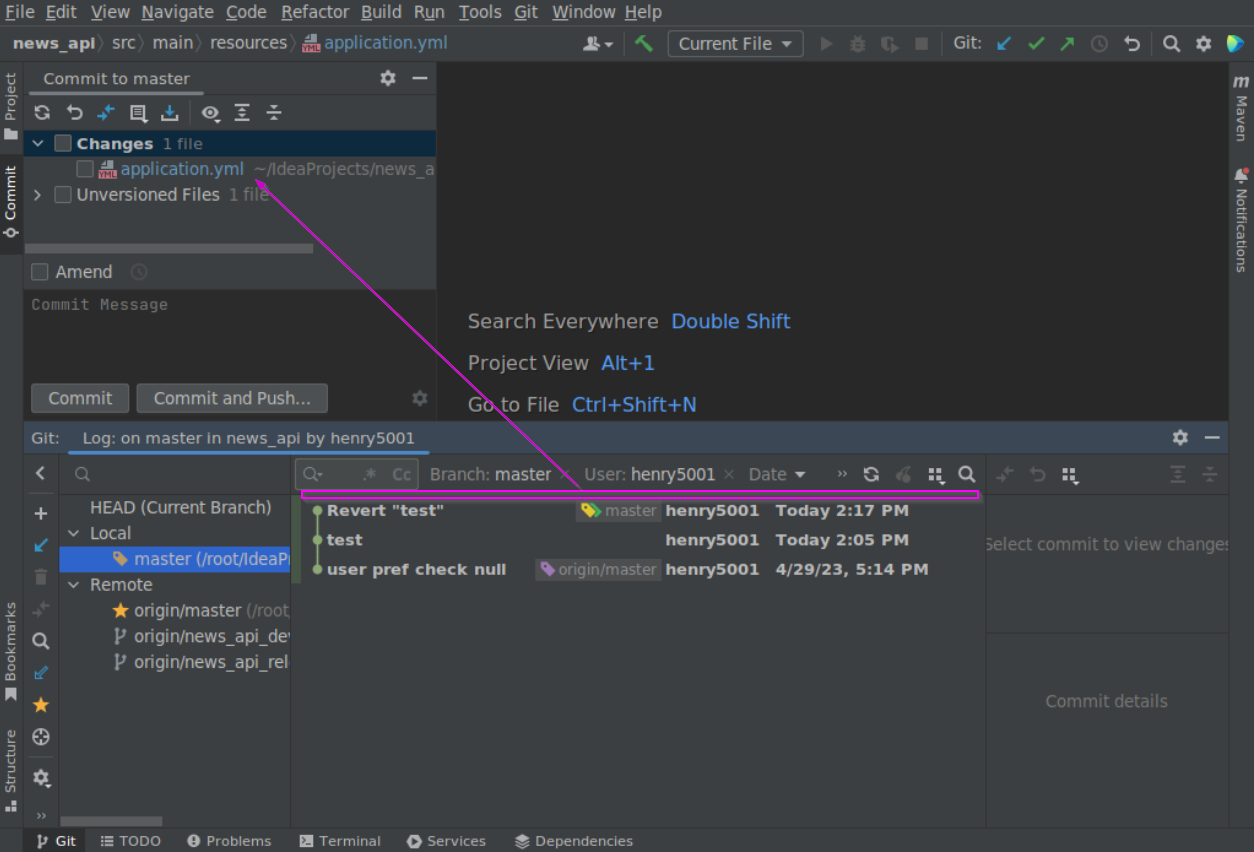 File Edit View Navigate Code Refactor Build Run Tools Git Window Help
news_api src main resources application.yml Current File Git:
Project
Commit
Bookmarks
Structure
Commit to master
Changes 1 file
application.yml ~/IdeaProjects/news_a
Unversioned Files 1 file
Amend
Commit Message
Commit Commit and Push...
Search Everywhere Double Shift
Project View Alt+1
Go to File Ctrl+Shift+N
Maven
Notifications
Git: Log: on master in news_api by henry5001
.* Cc Branch: master × User: henry5001 × Date
HEAD (Current Branch)
Local
master (/root/IdeaP
Remote
origin/master (/root,
origin/news_api_de
origin/news_api_rel
Revert "test" master henry5001 Today 2:17 PM
test henry5001 Today 2:05 PM
user pref check null origin/master henry5001 4/29/23, 5:14 PM
Select commit to view changes
Commit details
Git TODO Problems Terminal Services Dependencies